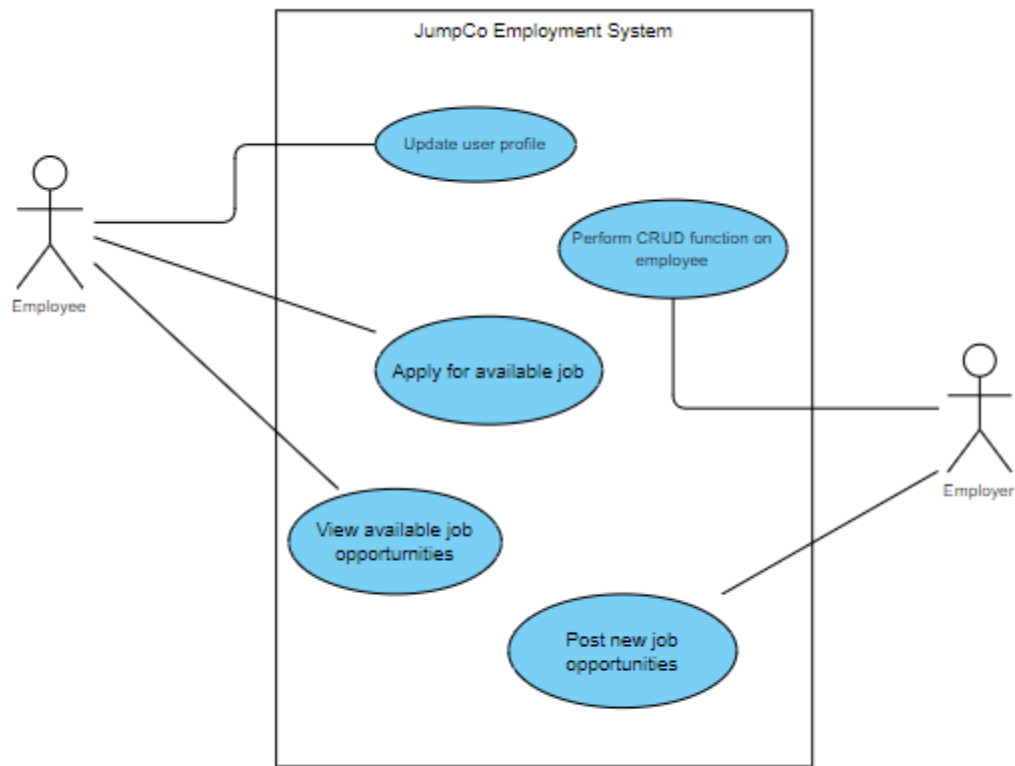 JumpCo Employment System
Update user profile
Perform CRUD function on
employee
Employee
Apply for available job
Employer
View available job
opporturnities
Post new job
opportunities